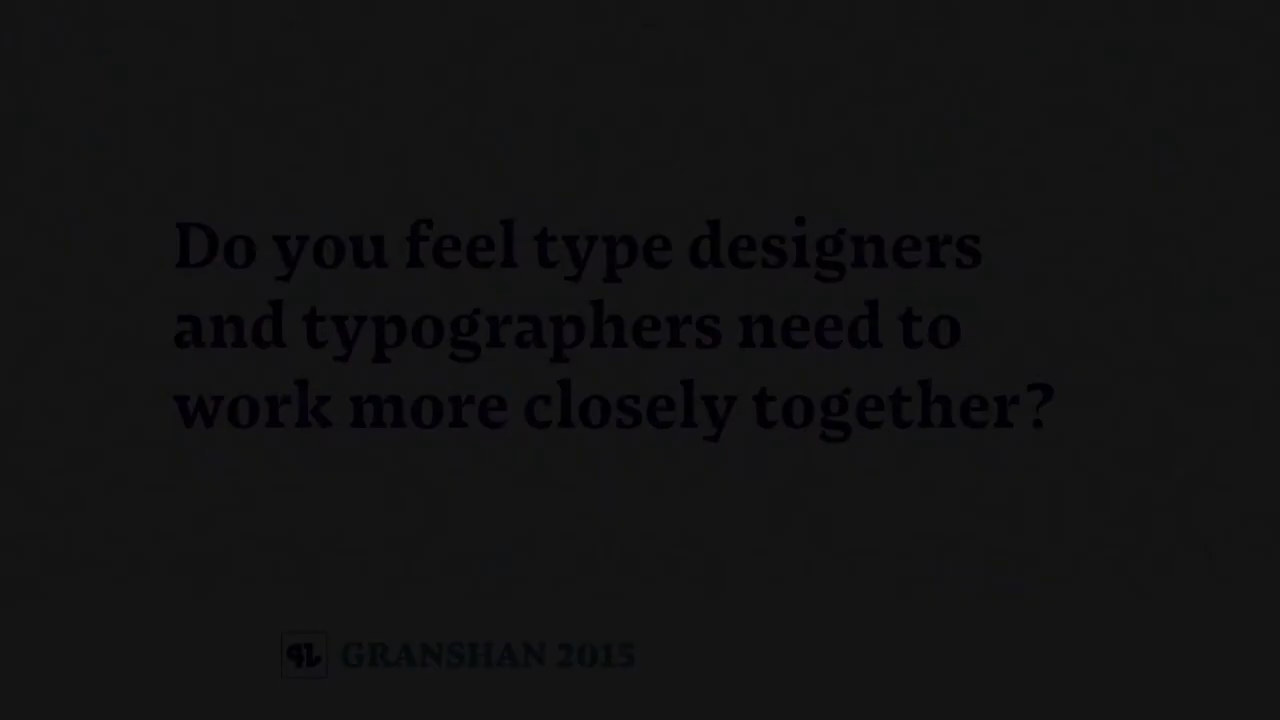 Do you feel type designers
and typographers need to
work more closely together?
GRANSHAN 2015